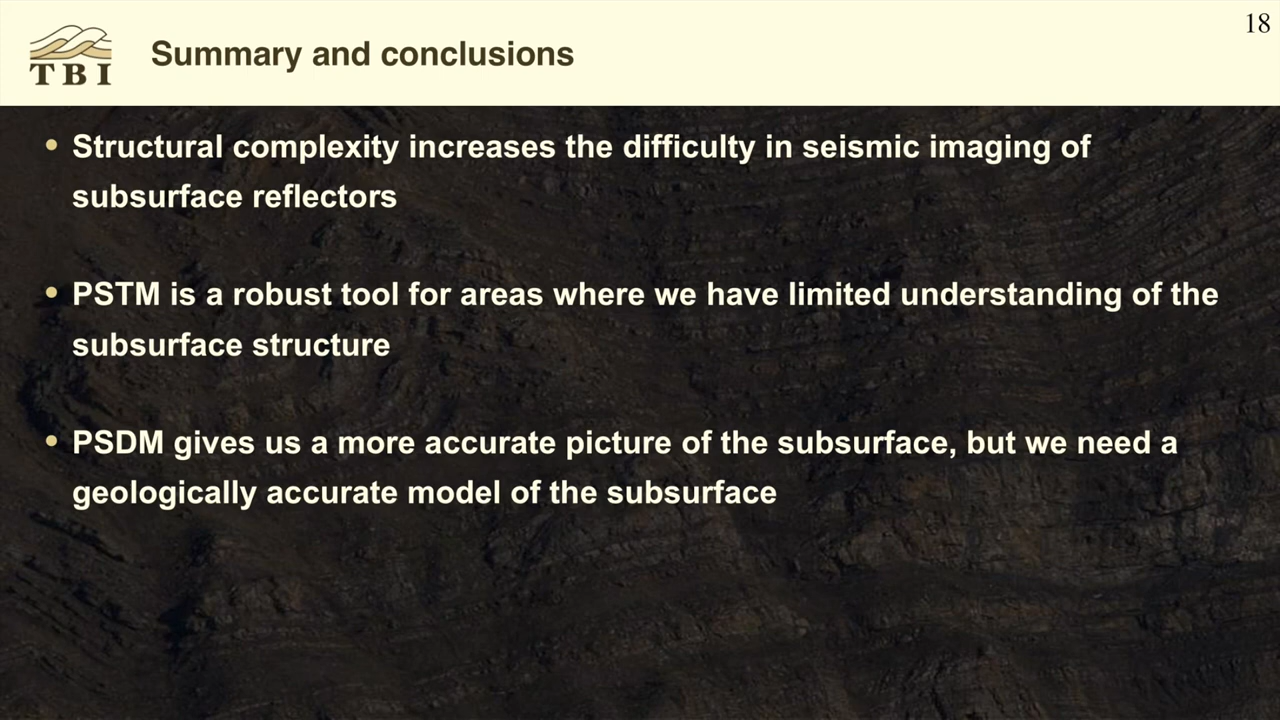 18
TBI
Summary and conclusions
• Structural complexity increases the difficulty in seismic imaging of
subsurface reflectors
• PSTM is a robust tool for areas where we have limited understanding of the
subsurface structure
• PSDM gives us a more accurate picture of the subsurface, but we need a
geologically accurate model of the subsurface